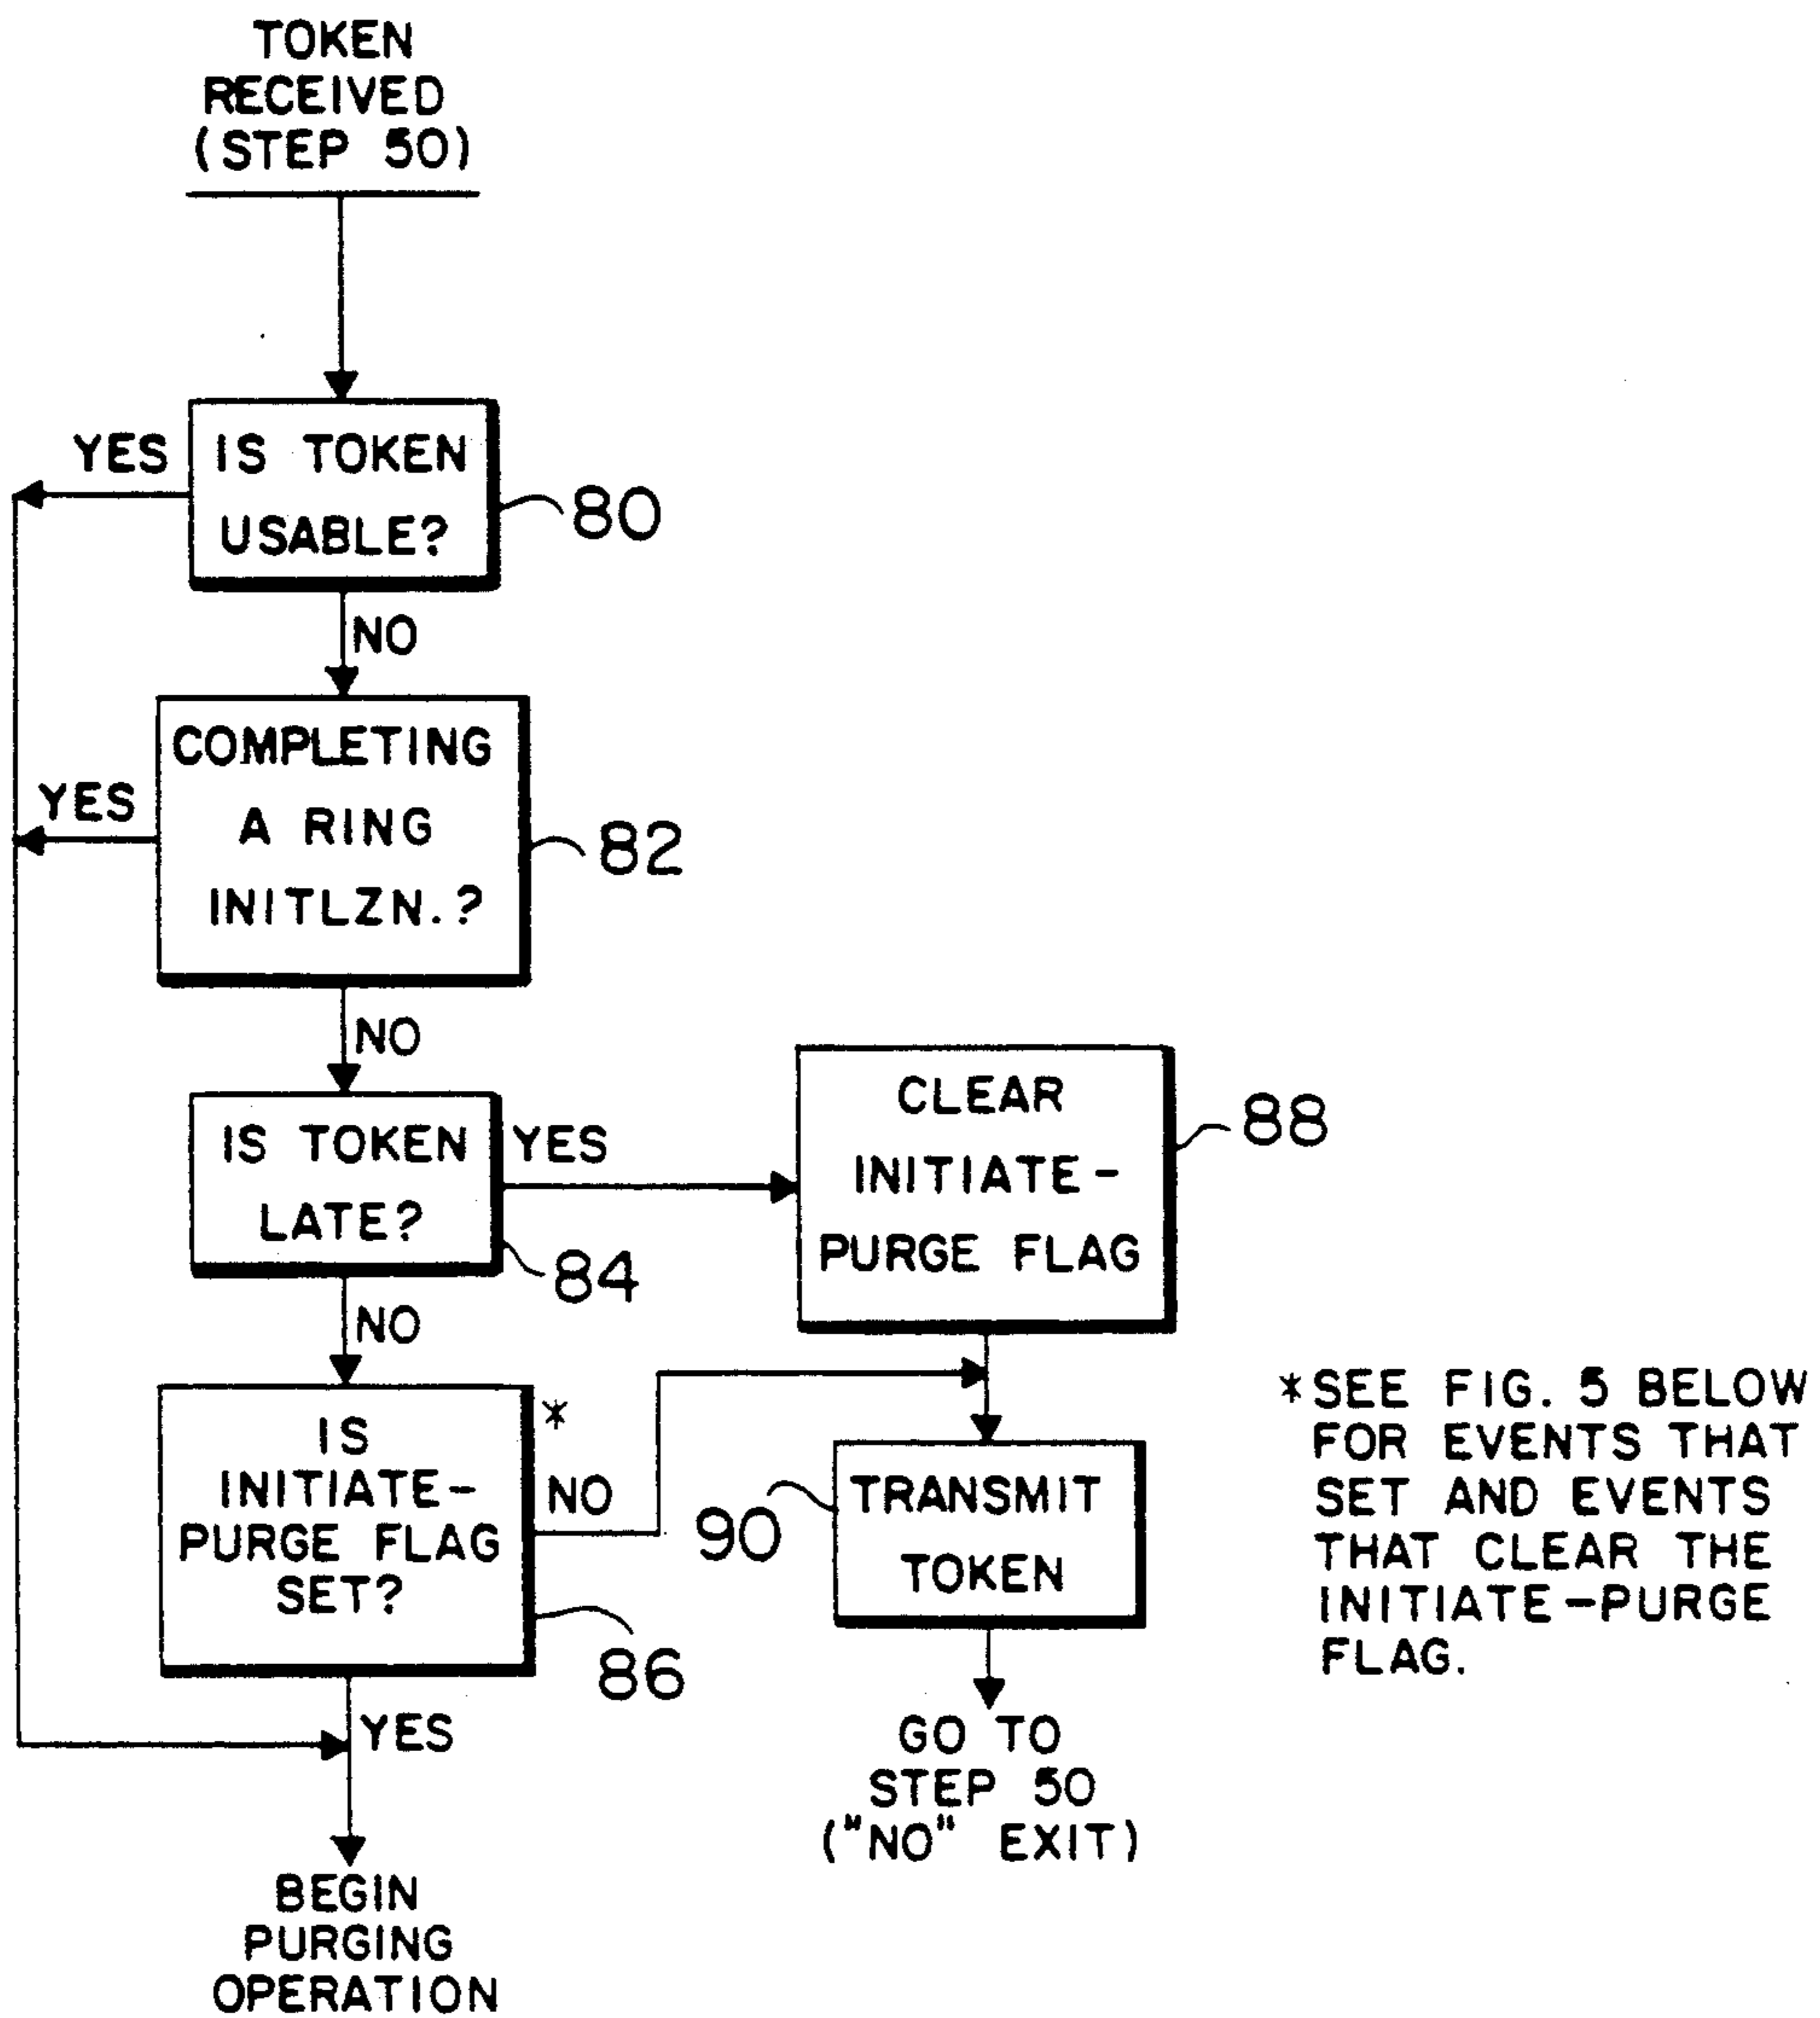 TOKEN
RECEIVED
(STEP 50)
YES
IS TOKEN
USABLE?
80
NO
COMPLETING
A RING
INITLZN.?
YES
82
NO
IS TOKEN
LATE?
YES
84
CLEAR
INITIATE-
PURGE FLAG
88
NO
IS
INITIATE-
PURGE FLAG
SET?
*
NO
86
90
TRANSMIT
TOKEN
*SEE FIG. 5 BELOW
FOR EVENTS THAT
SET AND EVENTS
THAT CLEAR THE
INITIATE-PURGE
FLAG.
YES
GO TO
STEP 50
("NO" EXIT)
BEGIN
PURGING
OPERATION